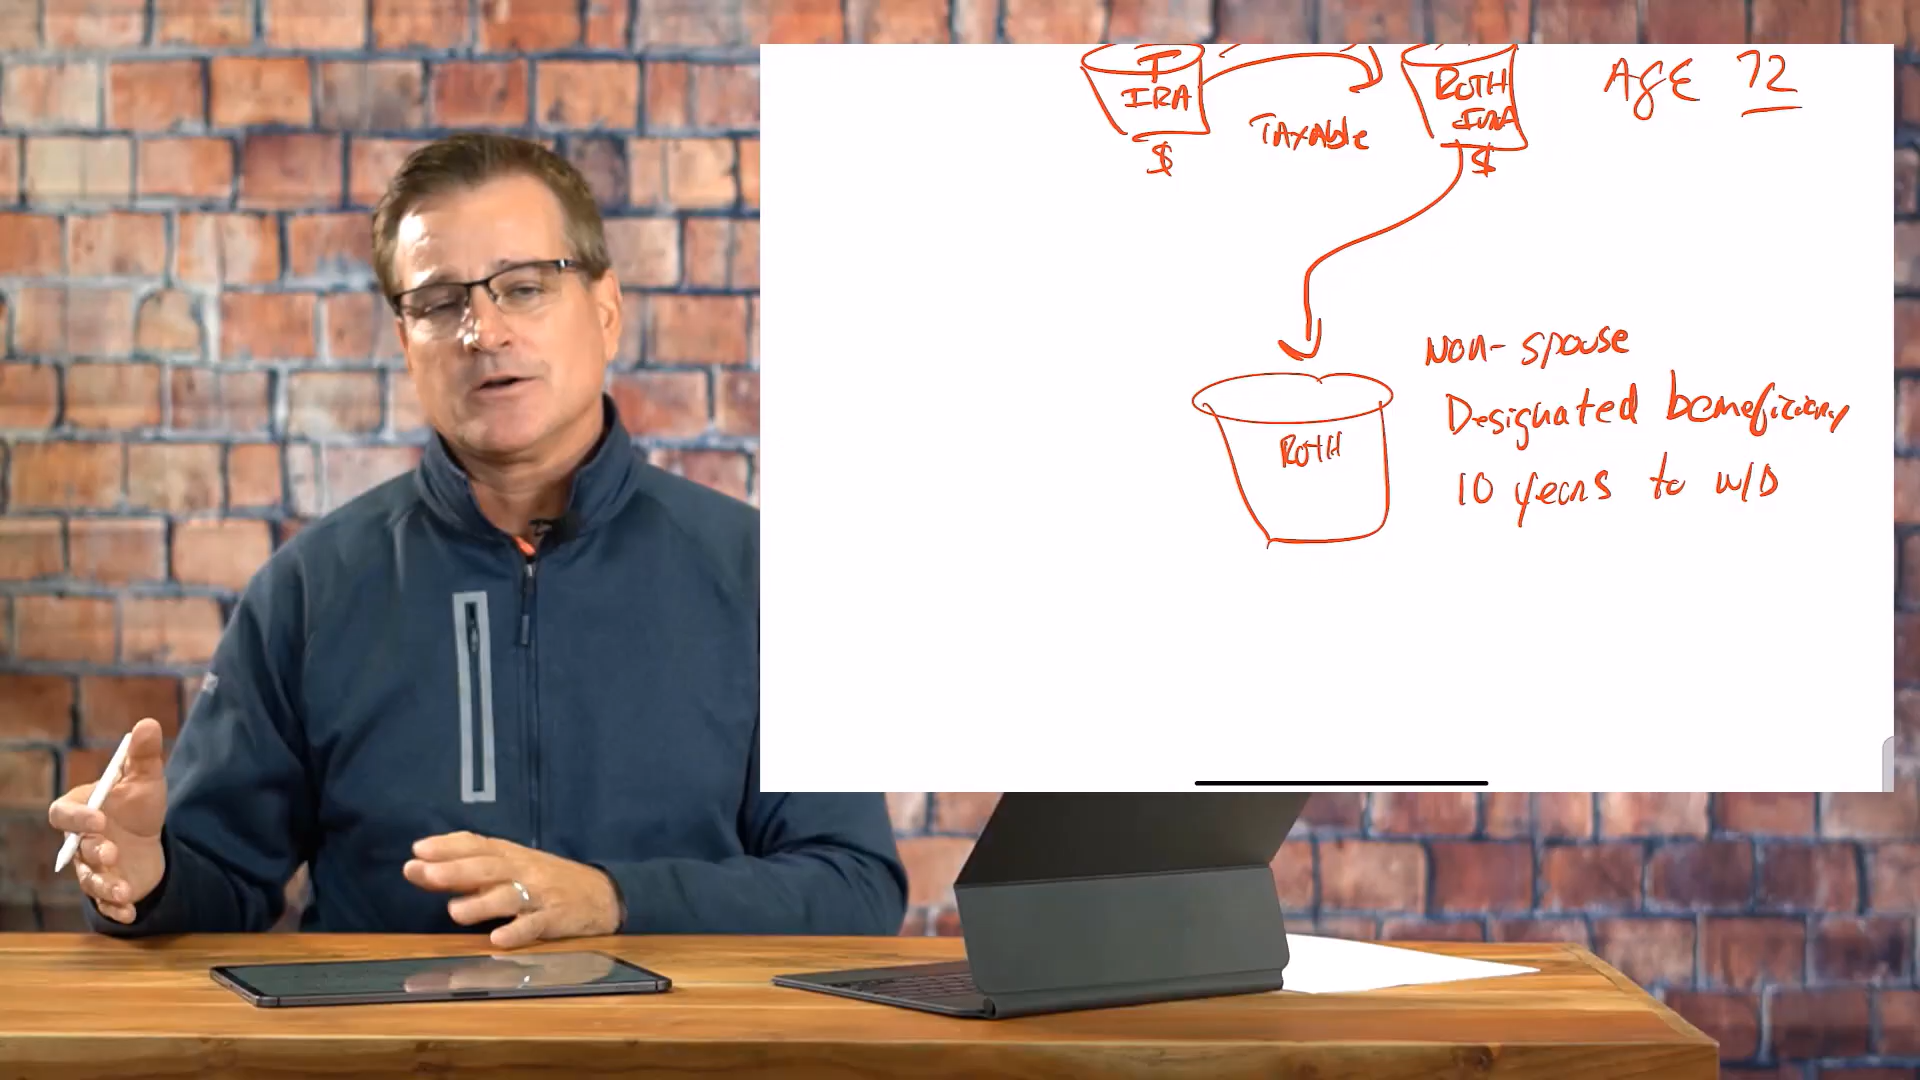 T
IRA
$
TAXABLE
ROTH
IRA
$
AGE 72
NON-spouse
Designated beneficiary
10 years to W/D
ROTH